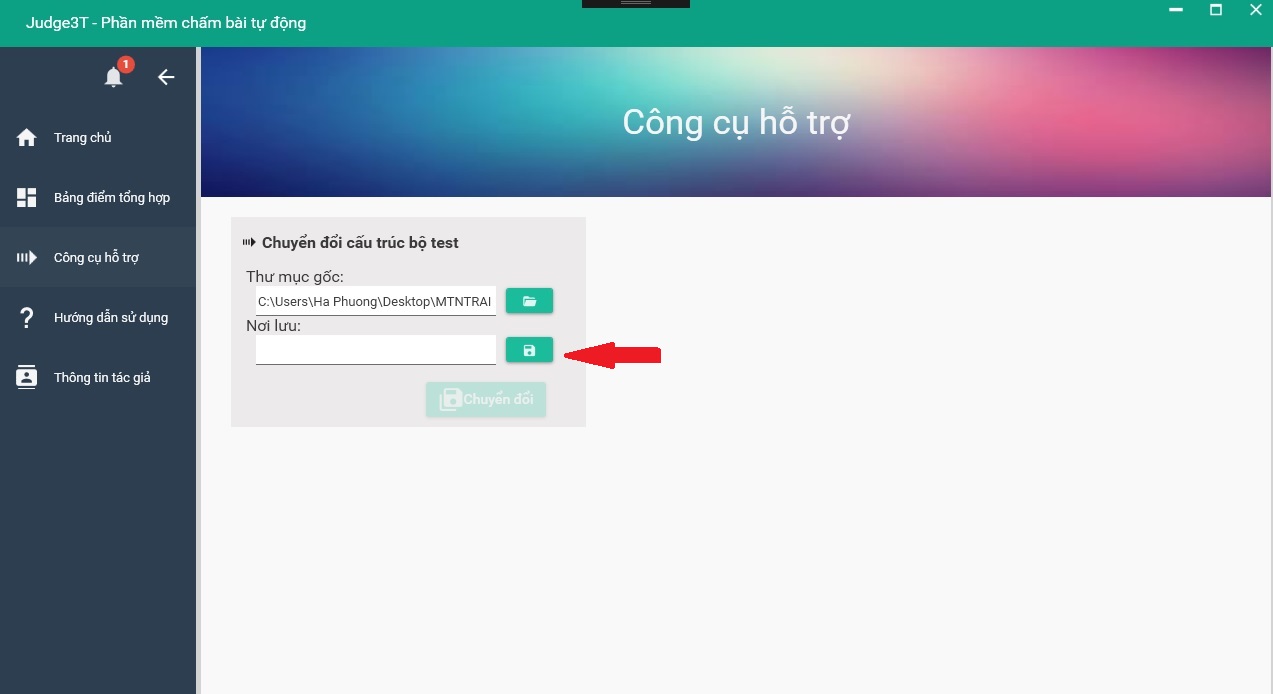 Judge3T - Phần mềm chấm bài tự động
1
Trang chủ
Bảng điểm tổng hợp
Công cụ hỗ trợ
Hướng dẫn sử dụng
Thông tin tác giả
Công cụ hỗ trợ
Chuyển đổi cấu trúc bộ test
Thư mục gốc:
C:\Users\Ha Phuong\Desktop\MTNTRAI
Nơi lưu:
Chuyển đổi